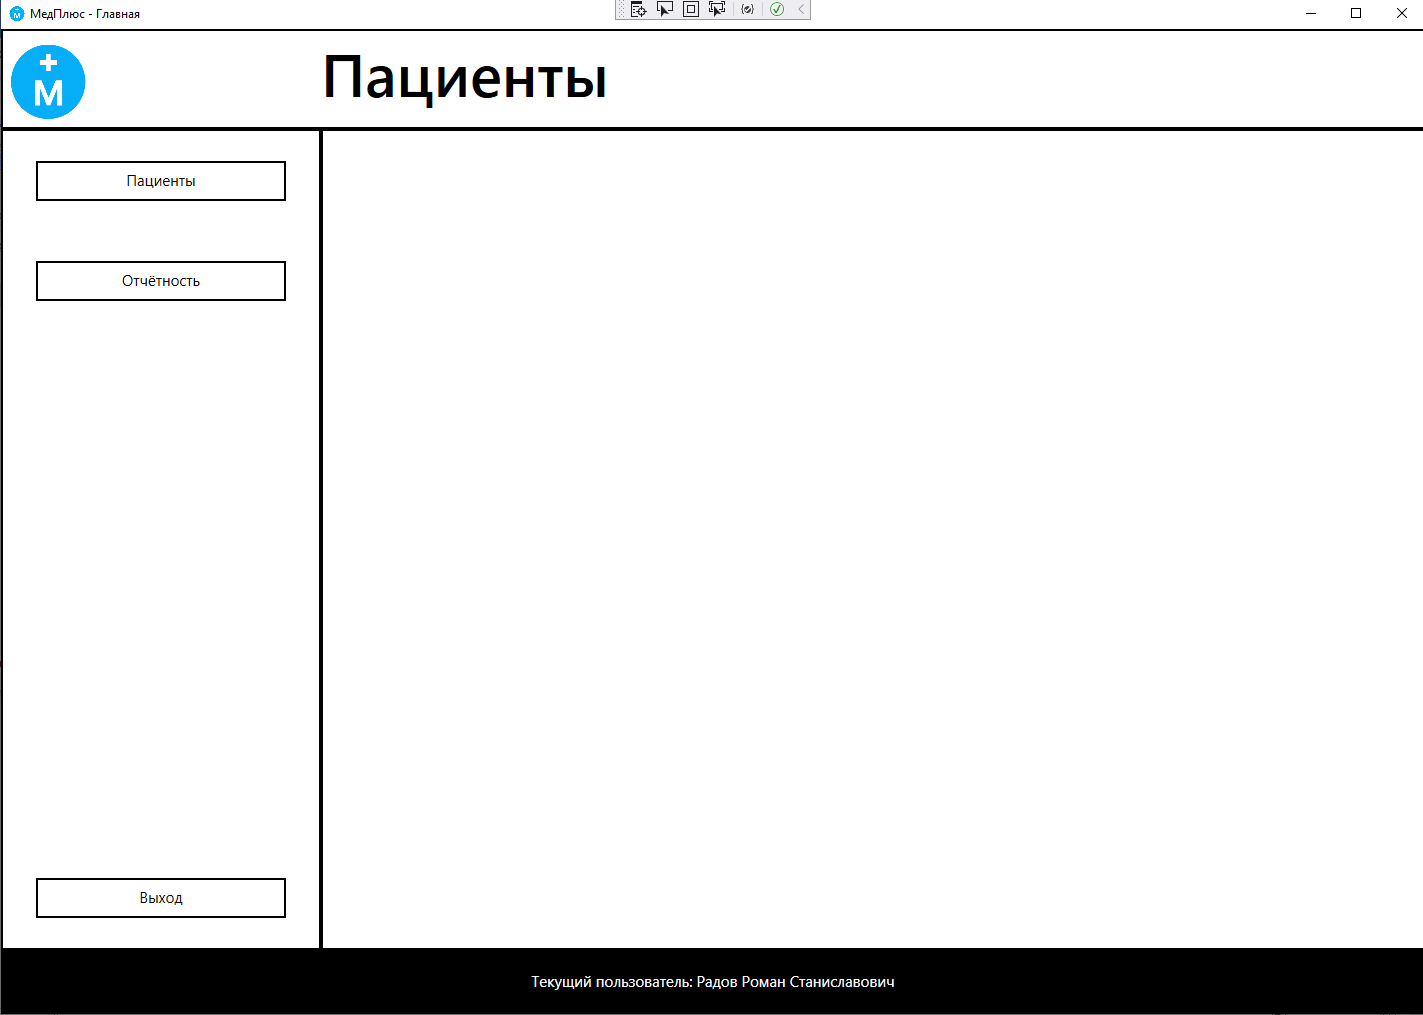 МедПлюс - Главная
+
М
Пациенты
Пациенты
Отчётность
Выход
Текущий пользователь: Радов Роман Станиславович